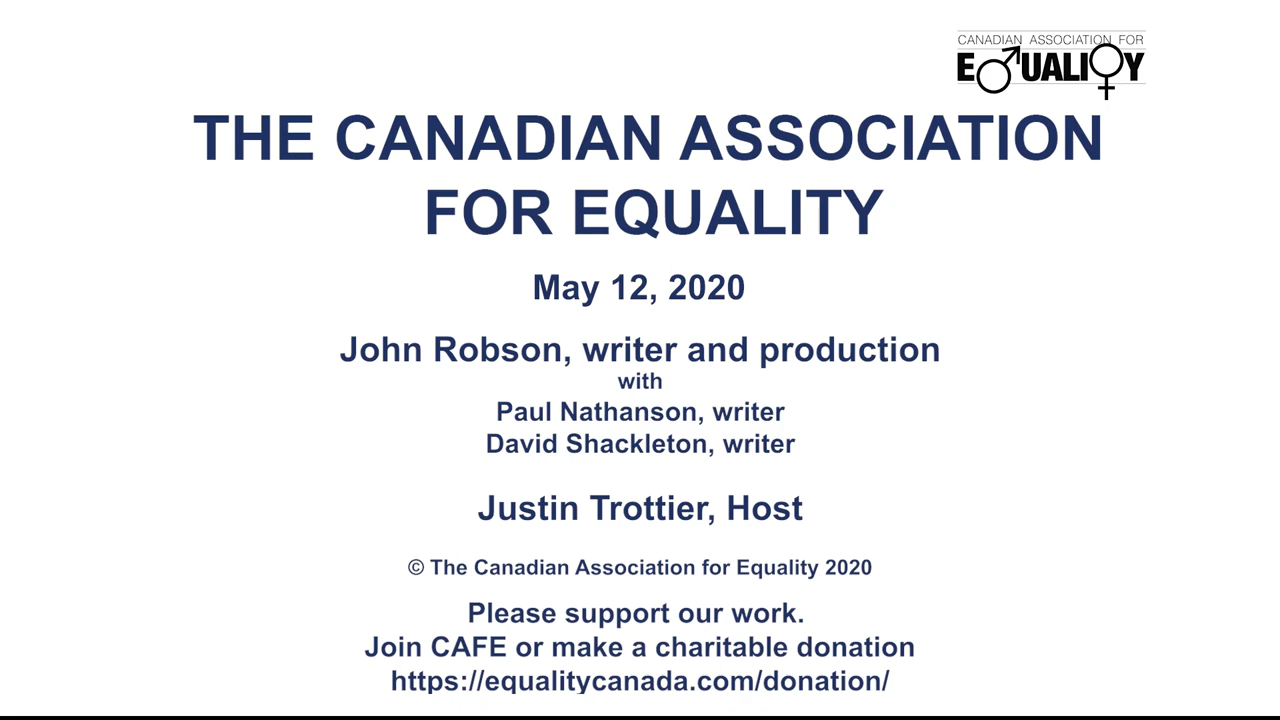 CANADIAN ASSOCIATION FOR
EQUALITY
THE CANADIAN ASSOCIATION
FOR EQUALITY
May 12, 2020
John Robson, writer and production
with
Paul Nathanson, writer
David Shackleton, writer
Justin Trottier, Host
© The Canadian Association for Equality 2020
Please support our work.
Join CAFE or make a charitable donation
https://equalitycanada.com/donation/